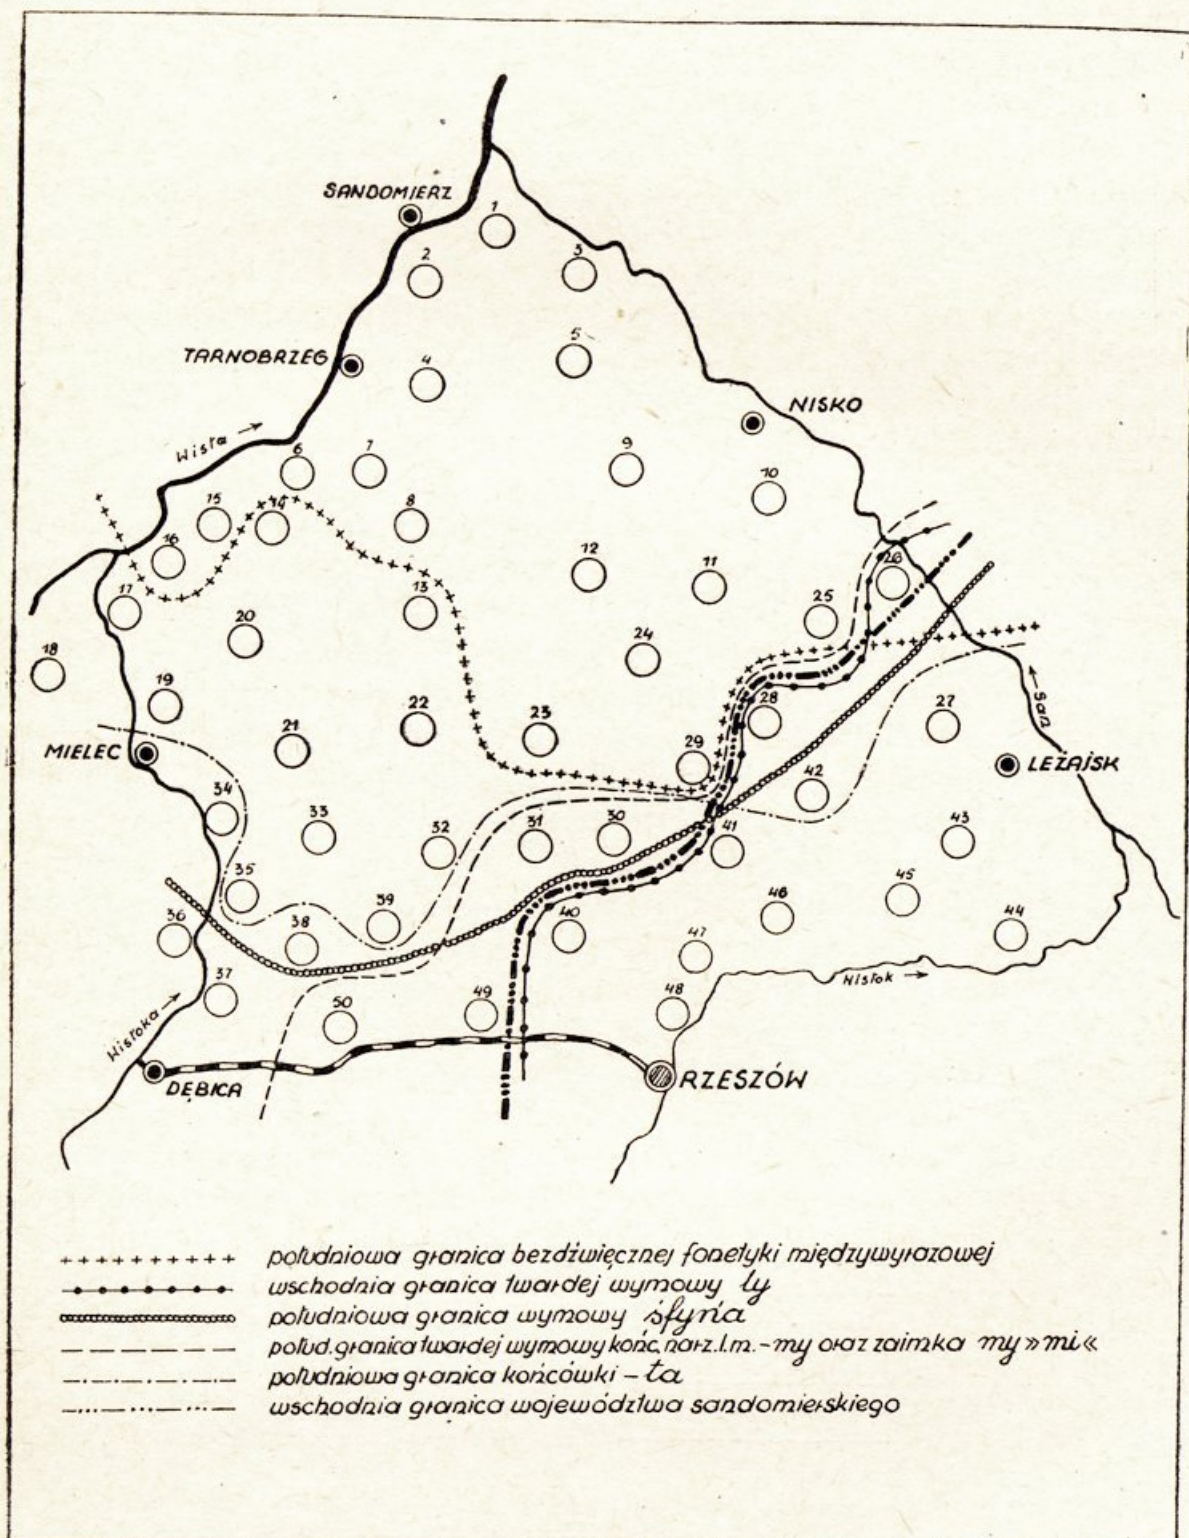 SANDOMIERZ
1
2
3
TARNOBRZEG
4
5
NISKO
Wisła →
6
7
8
9
10
15
14
16
13
12
11
26
17
25
18
20
24
19
22
23
28
27
← San
MIELEC
21
29
LEŻAJSK
42
34
33
32
31
30
41
43
35
45
36
38
39
40
46
44
47
37
Wisłok →
50
49
48
Wisłoka →
DĘBICA
RZESZÓW
południowa granica bezdźwięcznej fonetyki międzywyrazowej
wschodnia granica twardej wymowy ly
południowa granica wymowy śfyńa
połud. granica twardej wymowy końc. narz. l.m. -my oraz zaimka my »mi«
południowa granica końcówki -ta
wschodnia granica województwa sandomierskiego